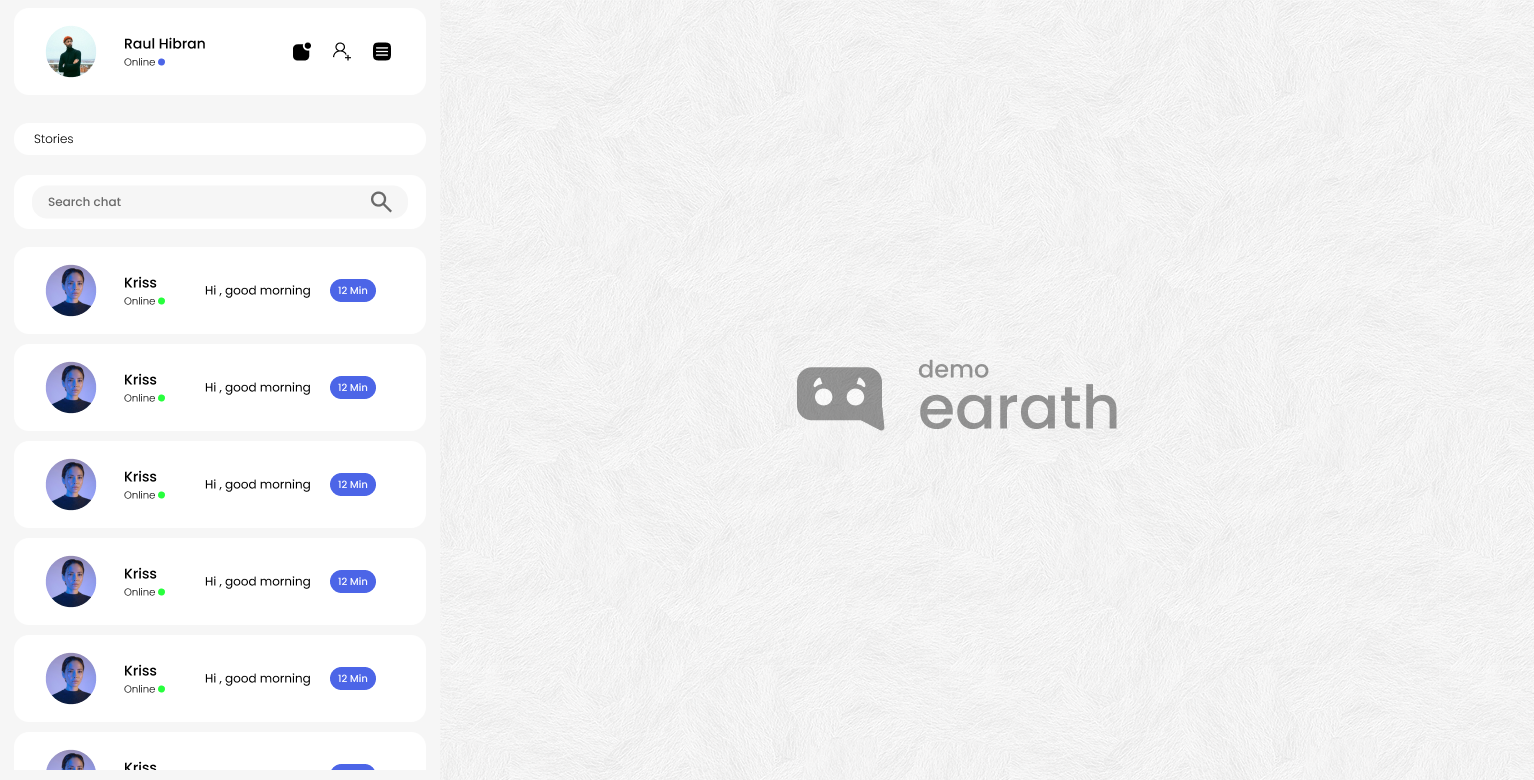 Raul Hibran
Online
Stories
Search chat
Kriss
Online
Hi , good morning
12 Min
Kriss
Online
Hi , good morning
12 Min
Kriss
Online
Hi , good morning
12 Min
Kriss
Online
Hi , good morning
12 Min
Kriss
Online
Hi , good morning
12 Min
Kriss
demo
earath